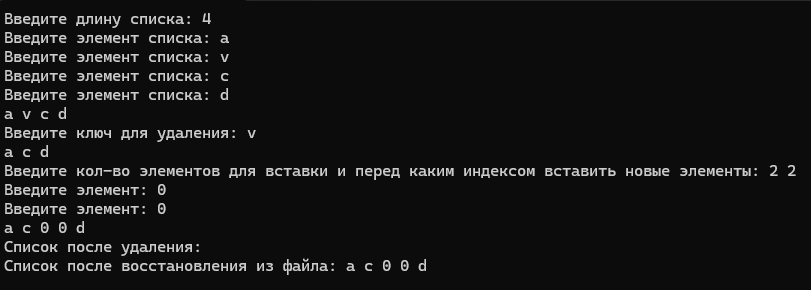 Введите длину списка: 4
Введите элемент списка: a
Введите элемент списка: v
Введите элемент списка: c
Введите элемент списка: d
a v c d
Введите ключ для удаления: v
a c d
Введите кол-во элементов для вставки и перед каким индексом вставить новые элементы: 2 2
Введите элемент: 0
Введите элемент: 0
a c 0 0 d
Список после удаления:
Список после восстановления из файла: a c 0 0 d